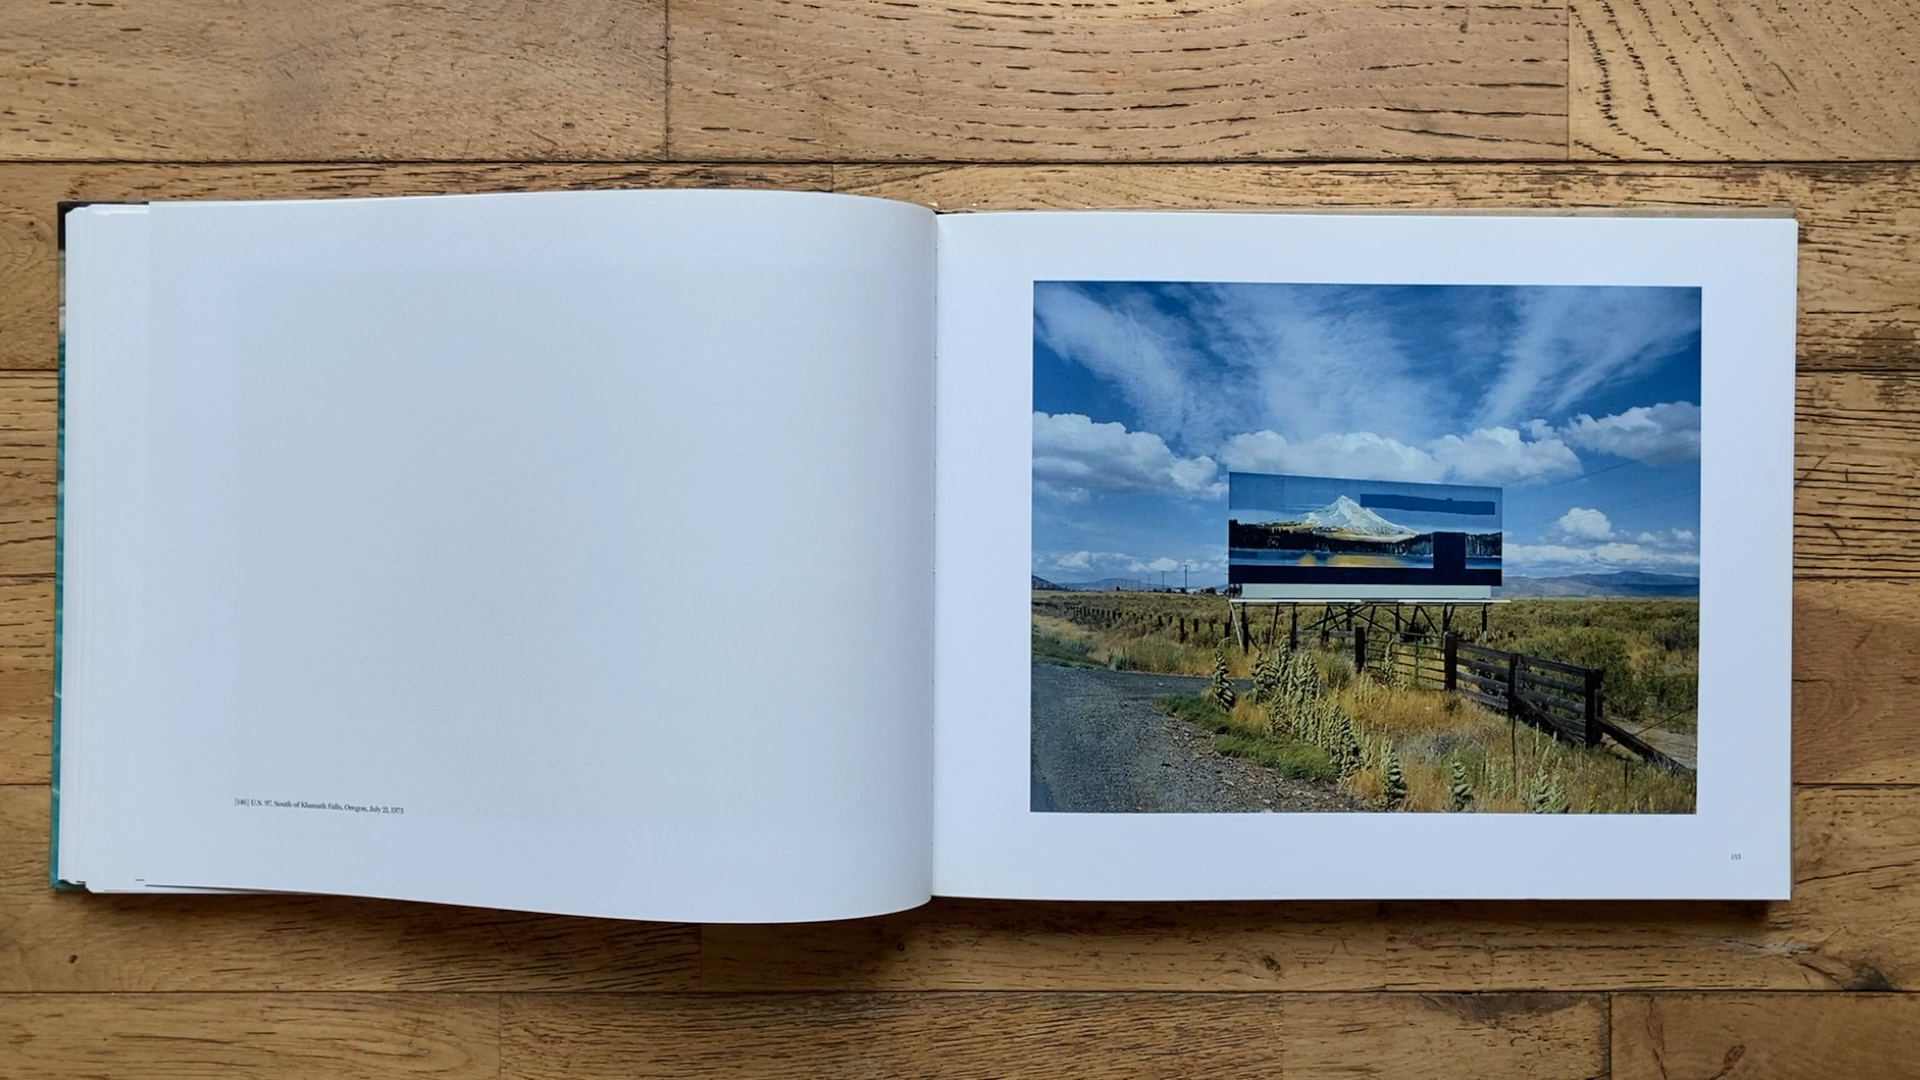 [146] U.S. 97, South of Klamath Falls, Oregon, July 21, 1973
153